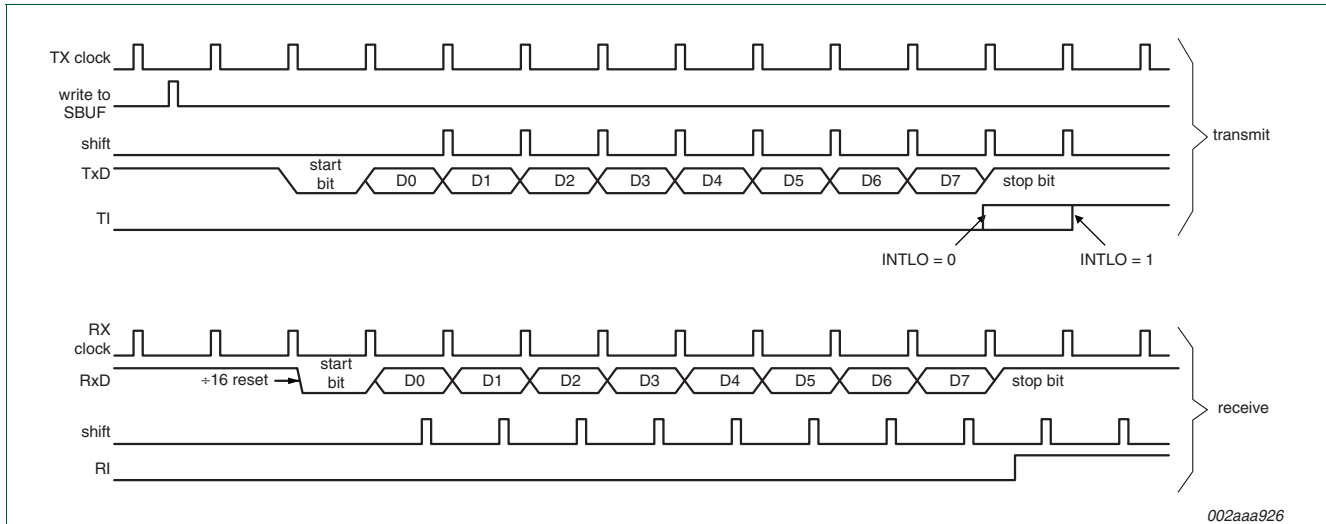 TX clock
write to
SBUF
shift
TxD
start
bit
D0 D1 D2 D3 D4 D5 D6 D7 stop bit
TI
INTLO = 0 INTLO = 1
transmit
RX
clock
RxD
÷16 reset
start
bit
D0 D1 D2 D3 D4 D5 D6 D7 stop bit
shift
RI
receive
002aaa926